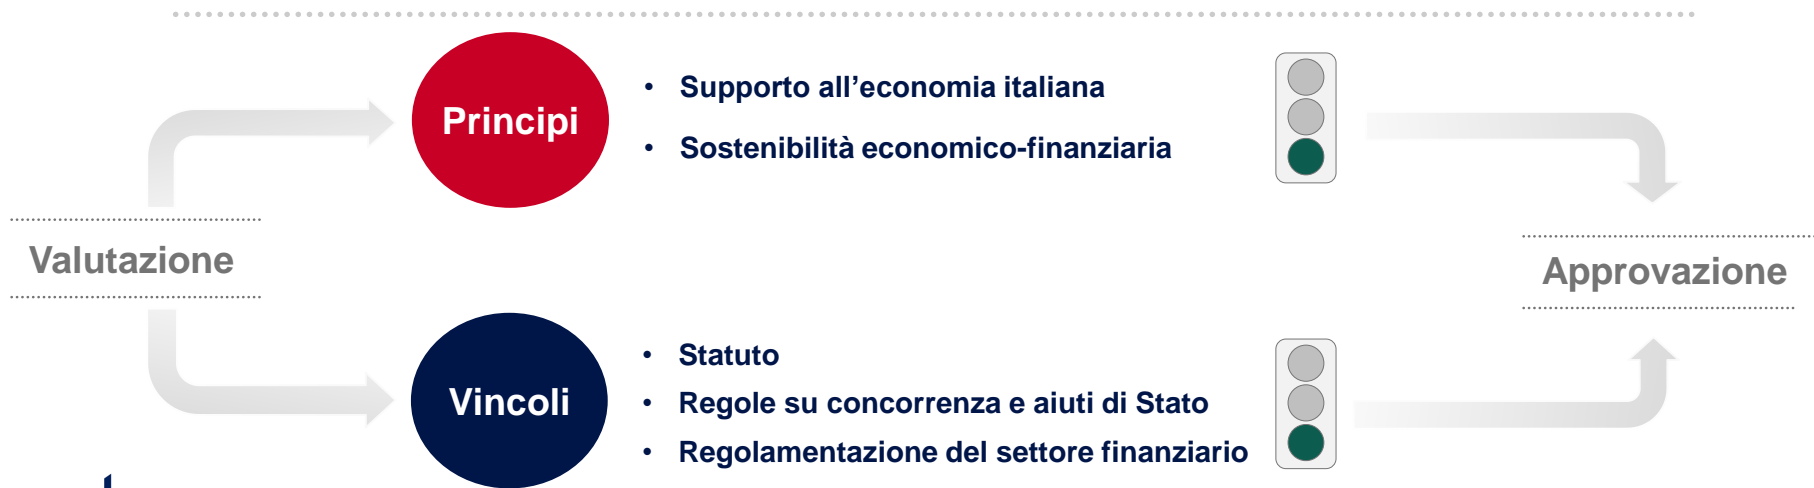 Valutazione
Principi
• Supporto all’economia italiana
• Sostenibilità economico-finanziaria
Vincoli
• Statuto
• Regole su concorrenza e aiuti di Stato
• Regolamentazione del settore finanziario
Approvazione